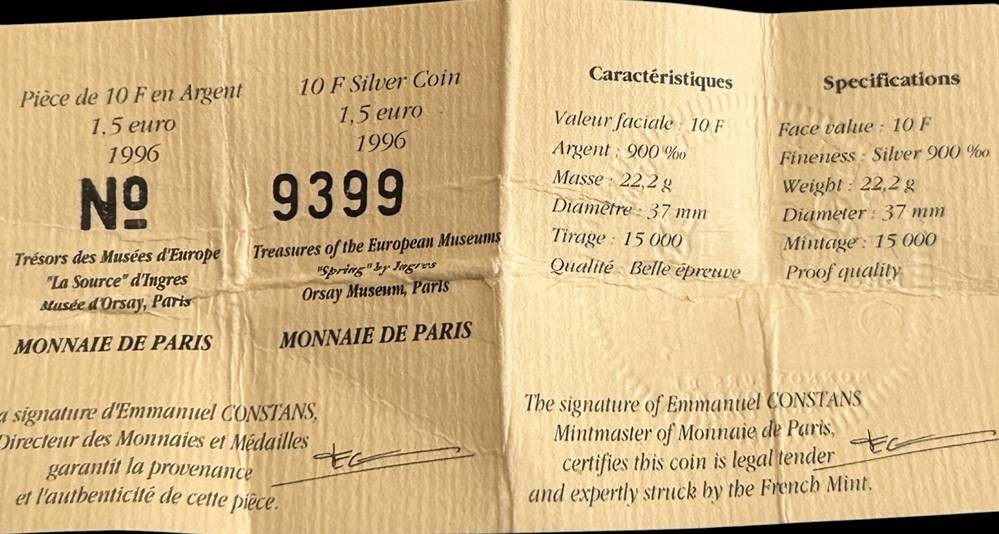 Pièce de 10 F en Argent
1,5 euro
1996
Nº
Trésors des Musées d'Europe
"La Source" d'Ingres
Musée d'Orsay, Paris
MONNAIE DE PARIS
a signature d'Emmanuel CONSTANS,
Directeur des Monnaies et Médailles
garantit la provenance
et l'authenticité de cette pièce.
10 F Silver Coin
1,5 euro
1996
9399
Treasures of the European Museums
"Spring" by Ingres
Orsay Museum, Paris
MONNAIE DE PARIS
Caractéristiques
Valeur faciale : 10 F
Argent : 900 ‰
Masse : 22,2 g
Diamètre : 37 mm
Tirage : 15 000
Qualité : Belle épreuve
Specifications
Face value : 10 F
Fineness : Silver 900 ‰
Weight : 22,2 g
Diameter : 37 mm
Mintage : 15 000
Proof quality
The signature of Emmanuel CONSTANS
Mintmaster of Monnaie de Paris,
certifies this coin is legal tender
and expertly struck by the French Mint.